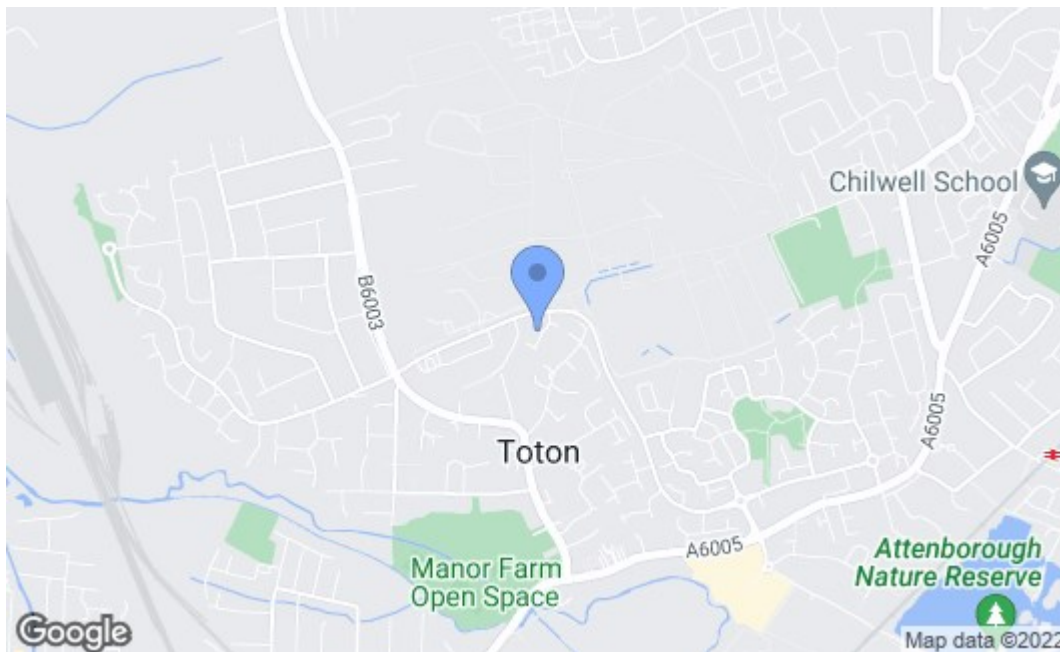 Chilwell School
A6005
B6003
A6005
Toton
A6005
Manor Farm
Open Space
Attenborough
Nature Reserve
Google
Map data ©2022